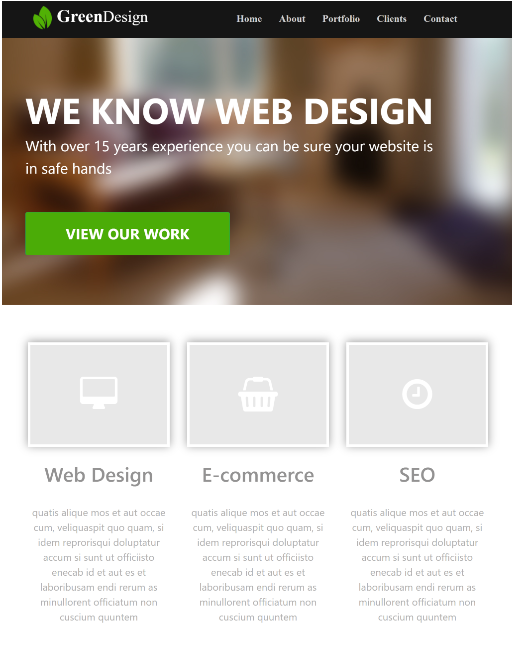 GreenDesign
Home About Portfolio Clients Contact
WE KNOW WEB DESIGN
With over 15 years experience you can be sure your website is
in safe hands
VIEW OUR WORK
Web Design
quatis alique mos et aut occae
cum, veliquaspit quo quam, si
idem reprorisqui doluptatur
accum si sunt ut officiisto
enecab id et aut es et
laboribusam endi rerum as
minullorent officiatum non
cuscium quuntem
E-commerce
quatis alique mos et aut occae
cum, veliquaspit quo quam, si
idem reprorisqui doluptatur
accum si sunt ut officiisto
enecab id et aut es et
laboribusam endi rerum as
minullorent officiatum non
cuscium quuntem
SEO
quatis alique mos et aut occae
cum, veliquaspit quo quam, si
idem reprorisqui doluptatur
accum si sunt ut officiisto
enecab id et aut es et
laboribusam endi rerum as
minullorent officiatum non
cuscium quuntem